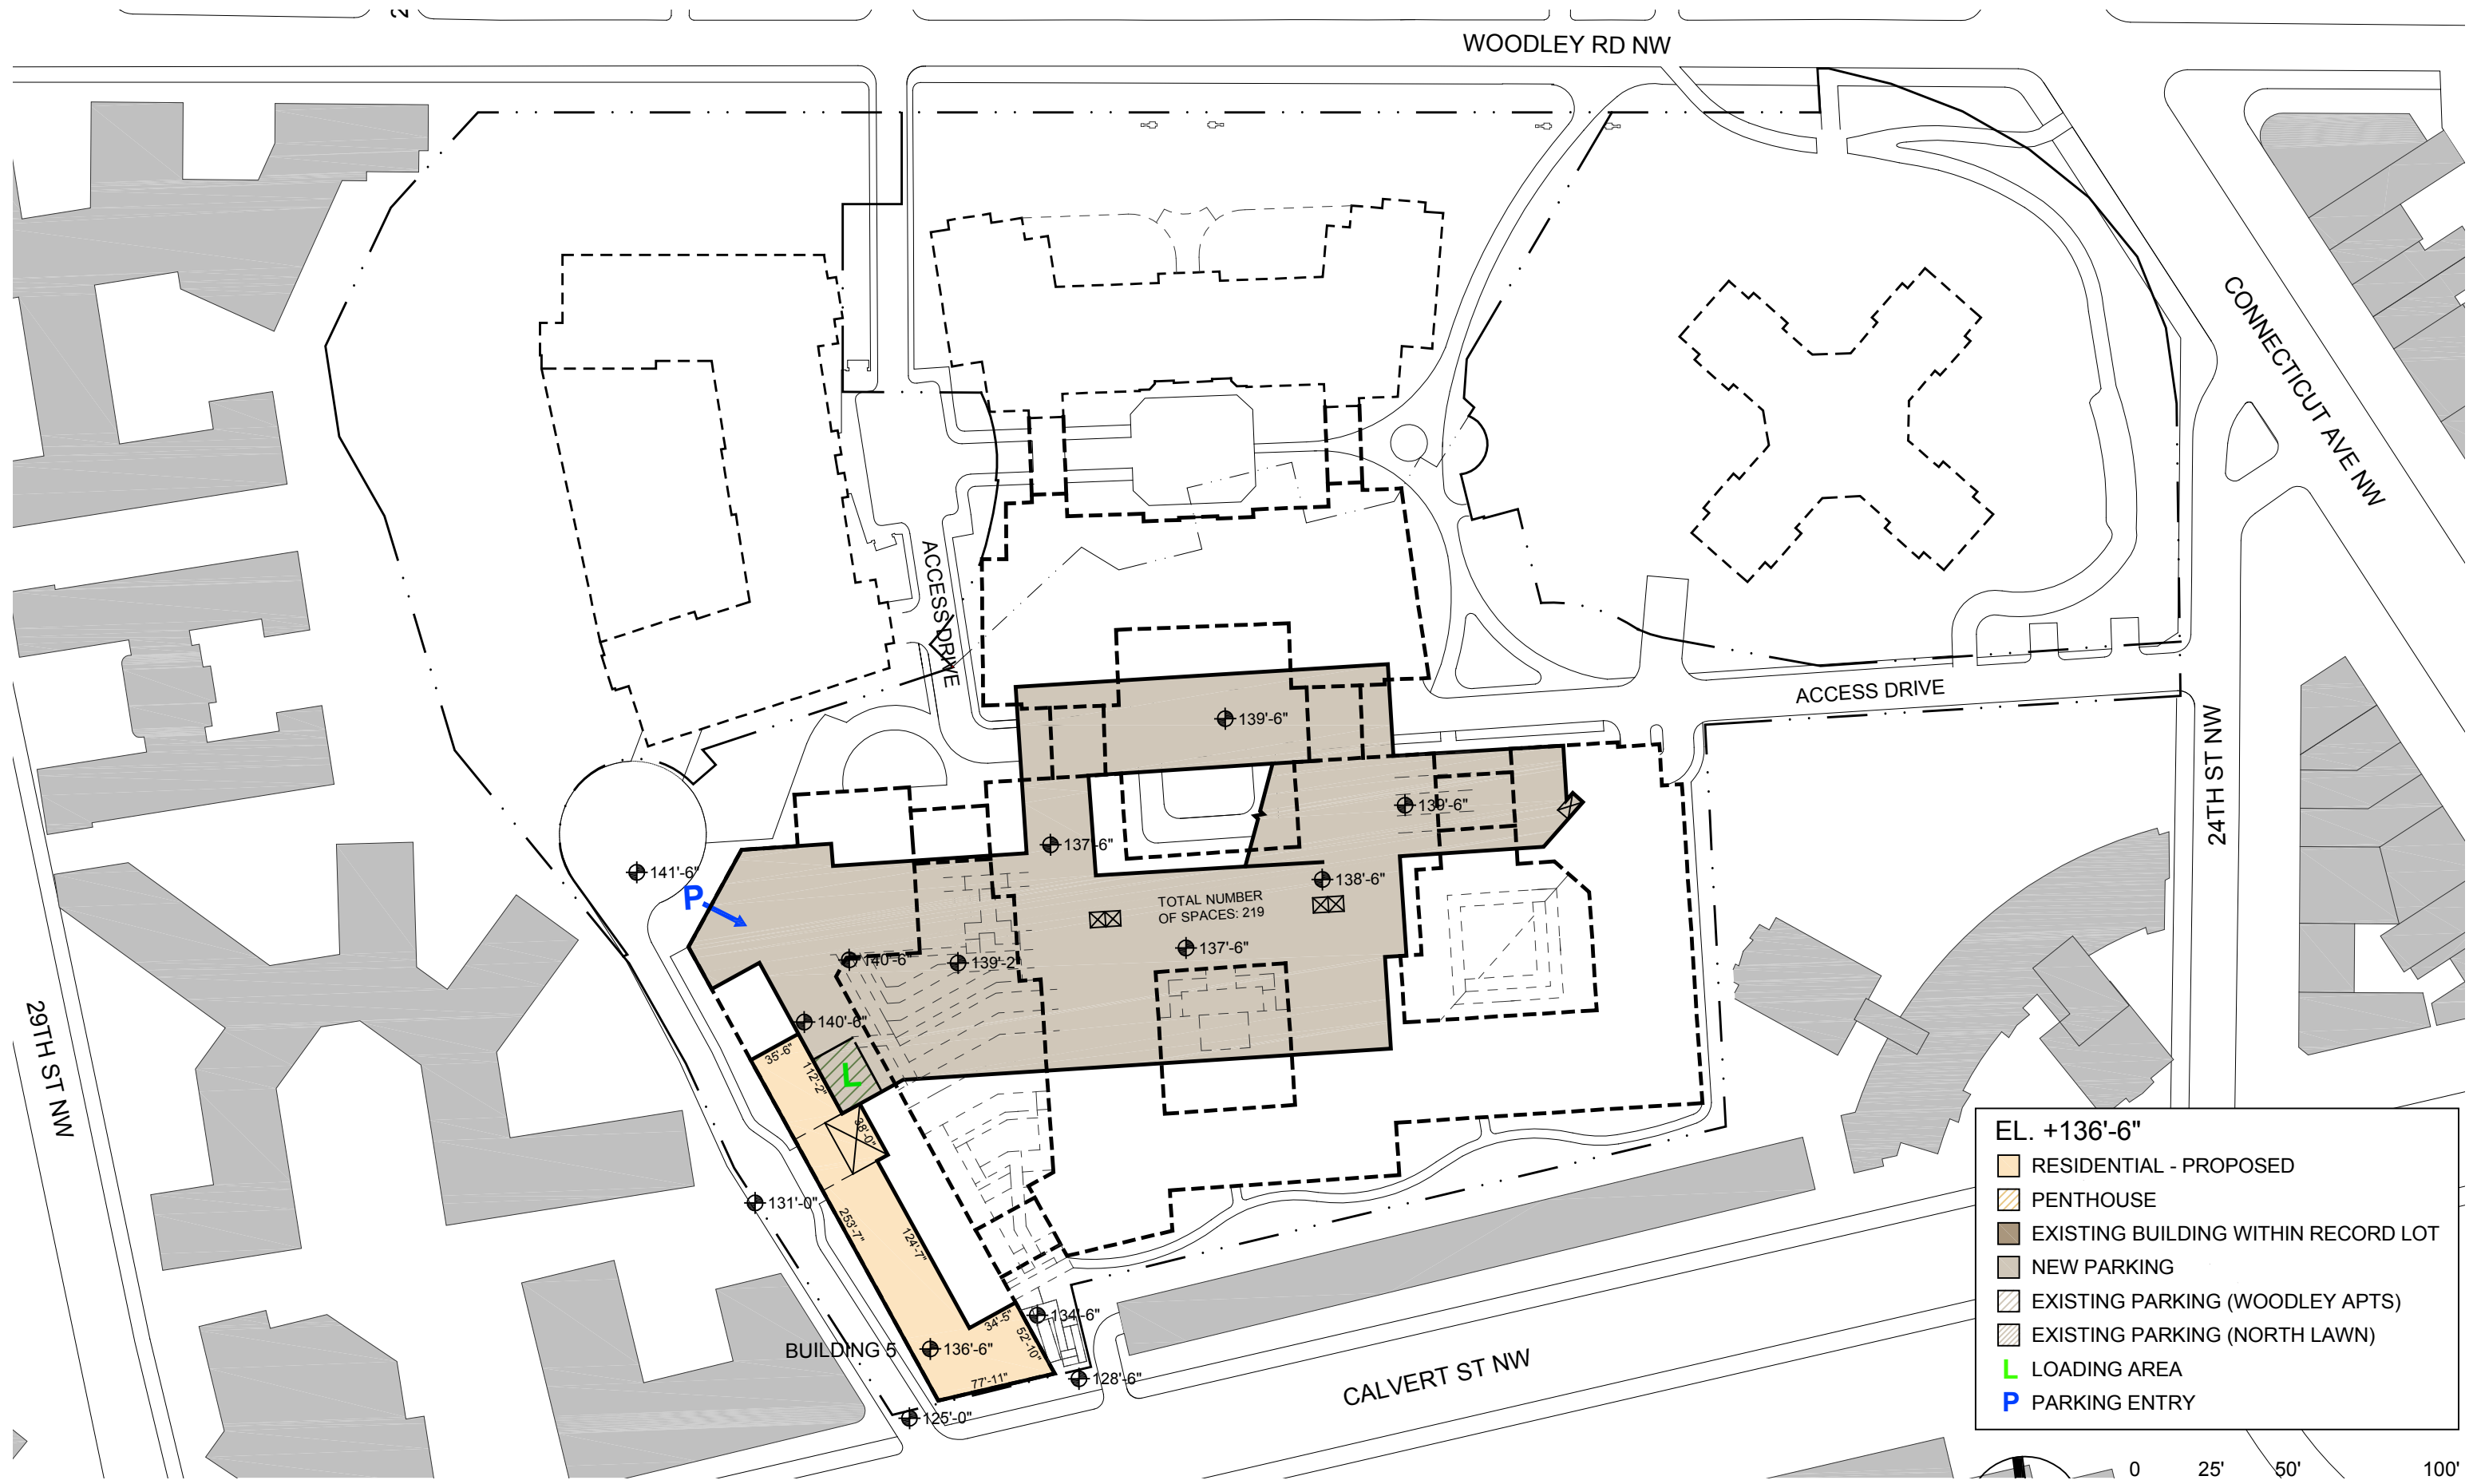 WOODLEY RD NW
CONNECTICUT AVE NW
ACCESS DRIVE
ACCESS DRIVE
24TH ST NW
139'-6"
139'-6"
137'-6"
141'-6"
P
138'-6"
TOTAL NUMBER
OF SPACES: 219
137'-6"
140'-6"
139'-2"
140'-6"
29TH ST NW
35'-6"
112'-2"
L
38'-0"
131'-0"
253'-7"
124'-7"
134'-6"
34'-5"
52'-10"
BUILDING 5
136'-6"
77'-11"
128'-6"
125'-0"
CALVERT ST NW
EL. +136'-6"
RESIDENTIAL - PROPOSED
PENTHOUSE
EXISTING BUILDING WITHIN RECORD LOT
NEW PARKING
EXISTING PARKING (WOODLEY APTS)
EXISTING PARKING (NORTH LAWN)
L LOADING AREA
P PARKING ENTRY
0 25' 50' 100'